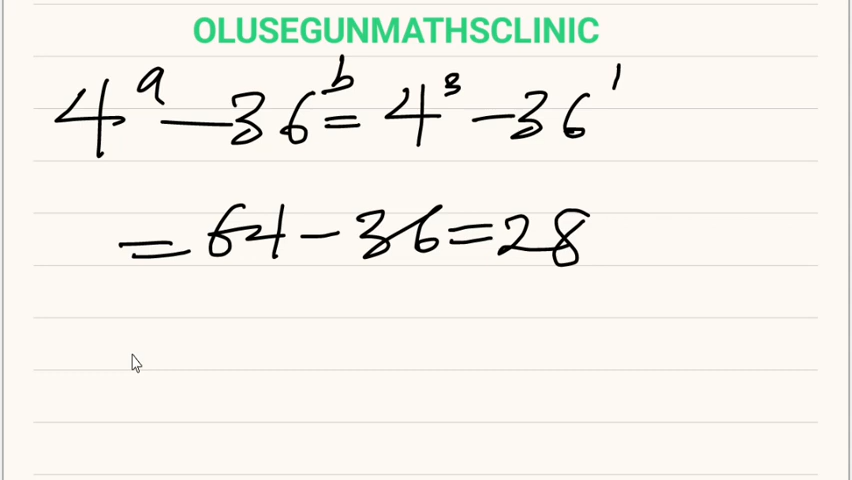 OLUSEGUNMATHSCLINIC
4^a - 36^b = 4^3 - 36^1
= 64 - 36 = 28